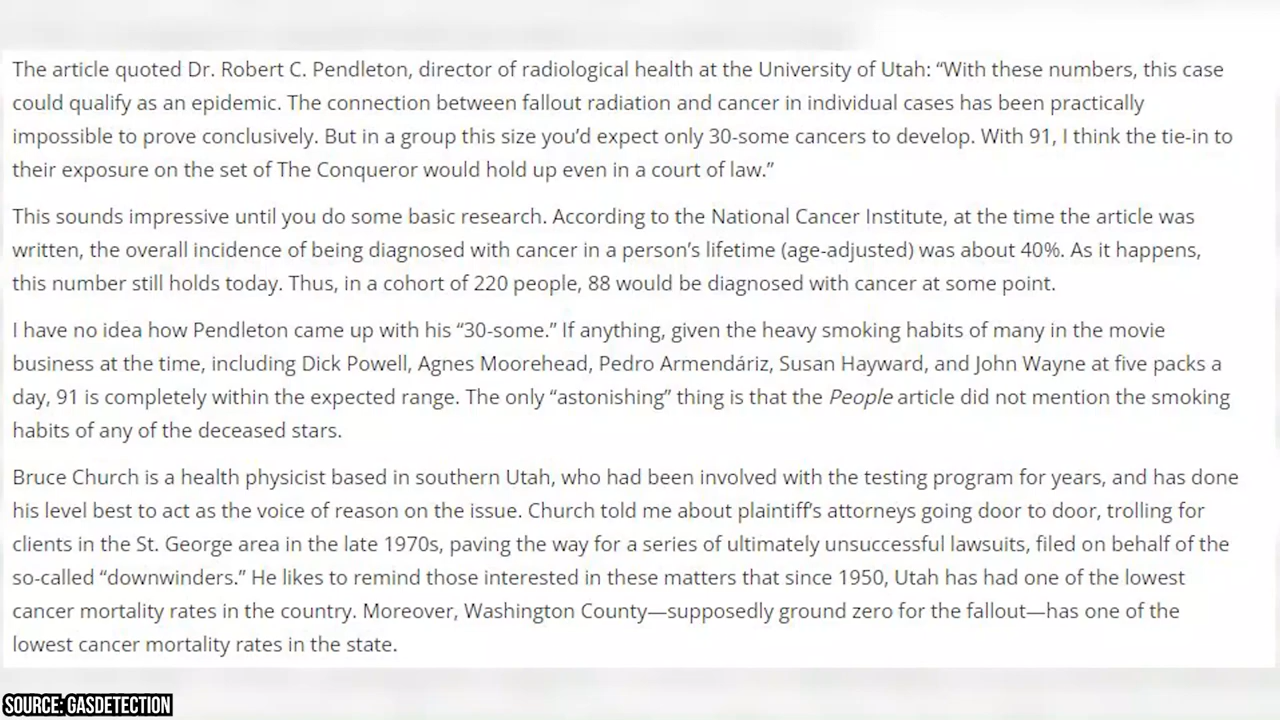 The article quoted Dr. Robert C. Pendleton, director of radiological health at the University of Utah: “With these numbers, this case
could qualify as an epidemic. The connection between fallout radiation and cancer in individual cases has been practically
impossible to prove conclusively. But in a group this size you’d expect only 30-some cancers to develop. With 91, I think the tie-in to
their exposure on the set of The Conqueror would hold up even in a court of law.”
This sounds impressive until you do some basic research. According to the National Cancer Institute, at the time the article was
written, the overall incidence of being diagnosed with cancer in a person’s lifetime (age-adjusted) was about 40%. As it happens,
this number still holds today. Thus, in a cohort of 220 people, 88 would be diagnosed with cancer at some point.
I have no idea how Pendleton came up with his “30-some.” If anything, given the heavy smoking habits of many in the movie
business at the time, including Dick Powell, Agnes Moorehead, Pedro Armendáriz, Susan Hayward, and John Wayne at five packs a
day, 91 is completely within the expected range. The only “astonishing” thing is that the People article did not mention the smoking
habits of any of the deceased stars.
Bruce Church is a health physicist based in southern Utah, who had been involved with the testing program for years, and has done
his level best to act as the voice of reason on the issue. Church told me about plaintiff’s attorneys going door to door, trolling for
clients in the St. George area in the late 1970s, paving the way for a series of ultimately unsuccessful lawsuits, filed on behalf of the
so-called “downwinders.” He likes to remind those interested in these matters that since 1950, Utah has had one of the lowest
cancer mortality rates in the country. Moreover, Washington County—supposedly ground zero for the fallout—has one of the
lowest cancer mortality rates in the state.
SOURCE: GASDETECTION